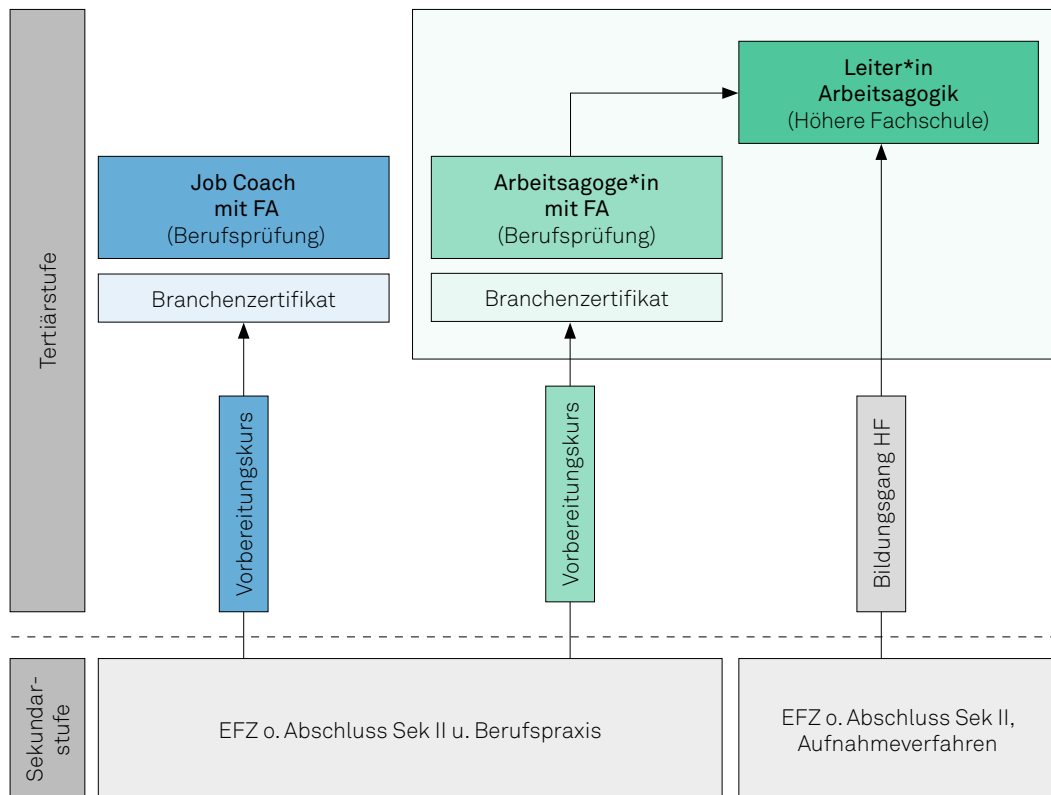 Tertiärstufe
Leiter*in
Arbeitsagogik
(Höhere Fachschule)
Job Coach
mit FA
(Berufsprüfung)
Arbeitsagoge*in
mit FA
(Berufsprüfung)
Branchenzertifikat
Branchenzertifikat
Vorbereitungskurs
Vorbereitungskurs
Bildungsgang HF
Sekundar-
stufe
EFZ o. Abschluss Sek II u. Berufspraxis
EFZ o. Abschluss Sek II,
Aufnahmeverfahren